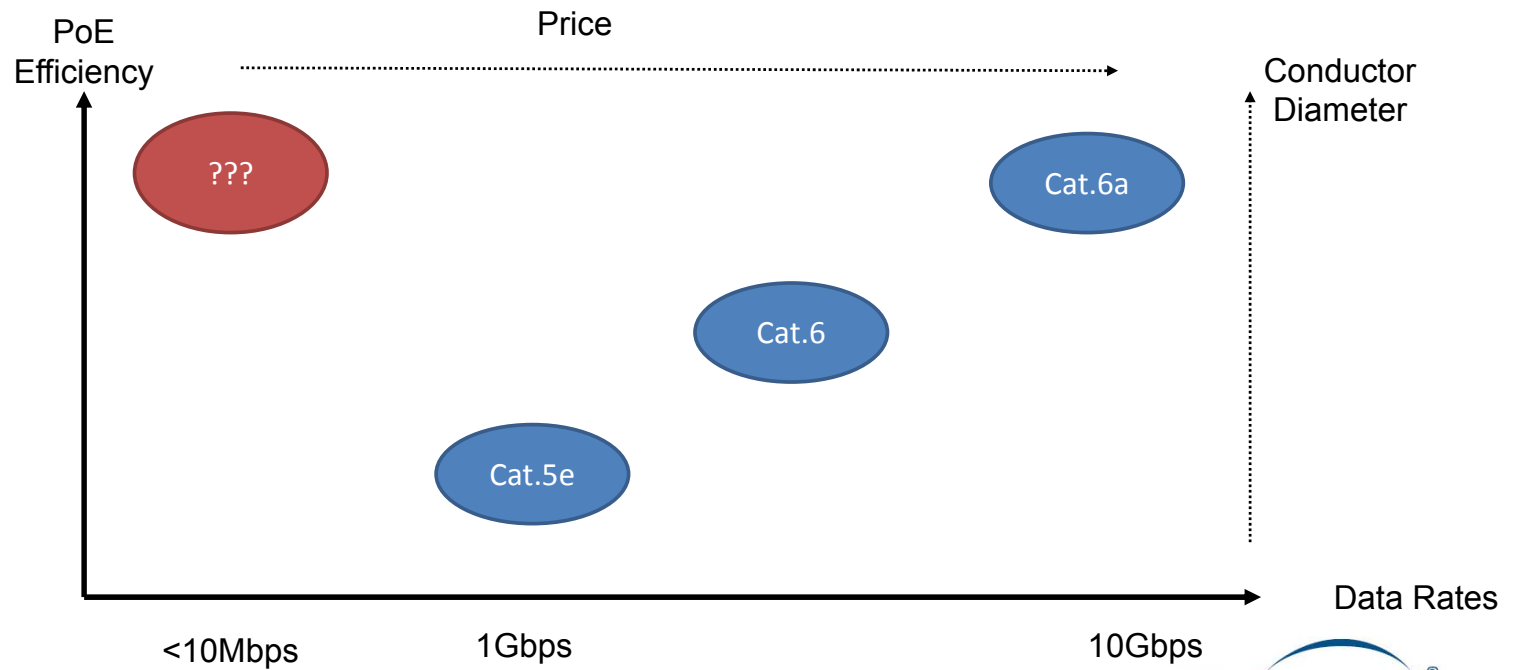 Price
PoE
Efficiency
Conductor
Diameter
???
Cat.6a
Cat.6
Cat.5e
Data Rates
<10Mbps
1Gbps
10Gbps
®